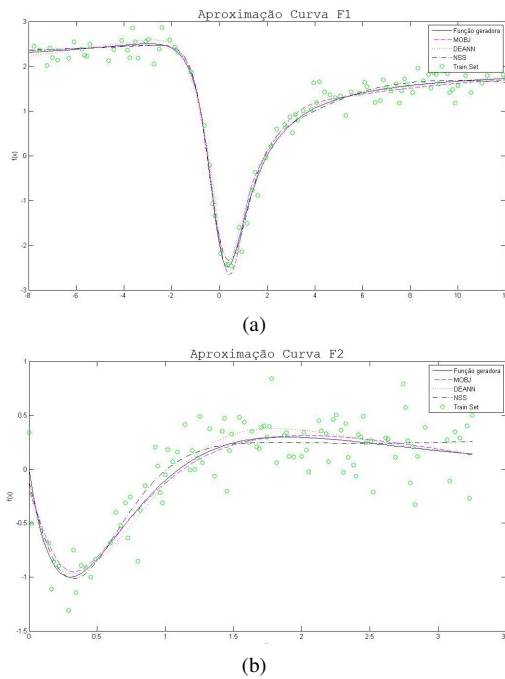 Aproximação Curva F1
Função geradora
MOBJ
DEANN
NSS
Train Set
f(x)
3
2
1
0
-1
-2
-3
-8
-6
-4
-2
0
2
4
6
8
10
12
(a)
Aproximação Curva F2
Função geradora
MOBJ
DEANN
NSS
Train Set
f(x)
1
0.5
0
-0.5
-1
-1.5
0
0.5
1
1.5
2
2.5
3
(b)